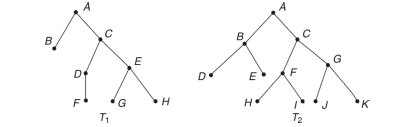 A A
B C B C
D E D E F G
F G H H I J K
T1 T2